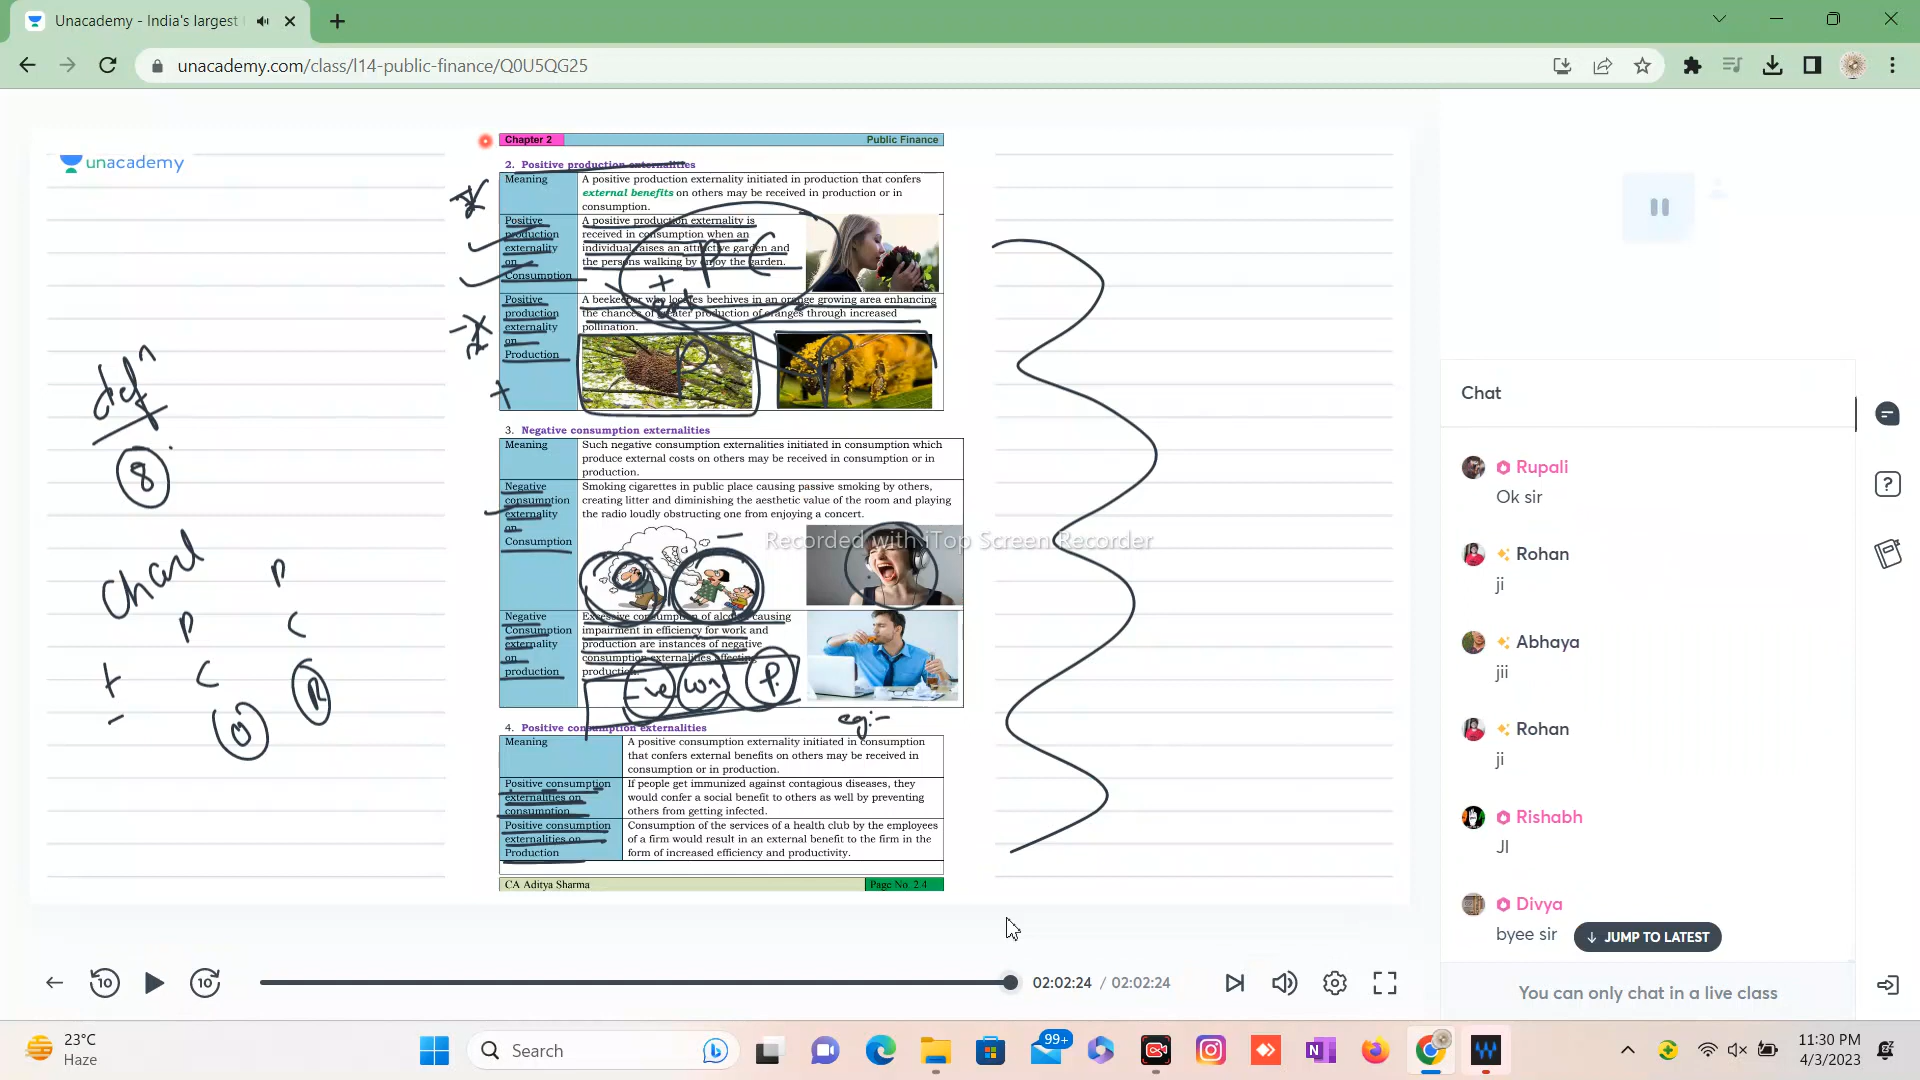 Unacademy - India's largest
unacademy.com/class/l14-public-finance/Q0U5QG25
unacademy
Chapter 2 Public Finance
2. Positive production externalities
Meaning
A positive production externality initiated in production that confers
external benefits on others may be received in production or in
consumption.
Positive
production
externality
on
Consumption
A positive production externality is
received in consumption when an
individual raises an attractive garden and
the persons walking by enjoy the garden.
P C
+
Positive
production
externality
on
Production
A beekeeper who locates beehives in an orange growing area enhancing
the chances of greater production of oranges through increased
pollination.
P P
+
3. Negative consumption externalities
Meaning
Such negative consumption externalities initiated in consumption which
produce external costs on others may be received in consumption or in
production.
Negative
consumption
externality
on
Consumption
Smoking cigarettes in public place causing passive smoking by others,
creating litter and diminishing the aesthetic value of the room and playing
the radio loudly obstructing one from enjoying a concert.
Recorded with iTop Screen Recorder
Negative
Consumption
externality
on
production
Excessive consumption of alcohol causing
impairment in efficiency for work and
production are instances of negative
consumption externalities affecting
production.
-ve con P.
eg:-
4. Positive consumption externalities
Meaning
A positive consumption externality initiated in consumption
that confers external benefits on others may be received in
consumption or in production.
Positive consumption
externalities on
consumption
If people get immunized against contagious diseases, they
would confer a social benefit to others as well by preventing
others from getting infected.
Positive consumption
externalities on
Production
Consumption of the services of a health club by the employees
of a firm would result in an external benefit to the firm in the
form of increased efficiency and productivity.
CA Aditya Sharma Page No. 2.4
defn
8
Chart
P
P C
+ C
-
Chat
Rupali
Ok sir
Rohan
ji
Abhaya
jii
Rohan
ji
Rishabh
JI
Divya
byee sir
JUMP TO LATEST
You can only chat in a live class
10 10 02:02:24 / 02:02:24
23°C
Haze
Search
99+
11:30 PM
4/3/2023